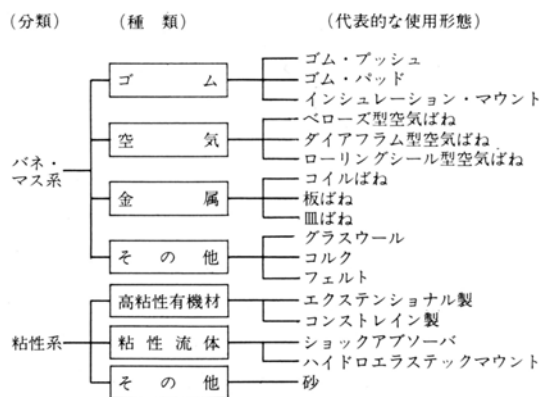 (分類) (種 類) (代表的な使用形態)
ゴム・プッシュ
ゴ ム ゴム・パッド
インシュレーション・マウント
ベローズ型空気ばね
空 気 ダイアフラム型空気ばね
バネ・ ローリングシール型空気ばね
マス系 コイルばね
金 属 板ばね
皿ばね
グラスウール
そ の 他 コルク
フェルト
高粘性有機材 エクステンショナル製
コンストレイン製
粘性系 粘 性 流 体 ショックアブソーバ
ハイドロエラステックマウント
そ の 他 砂